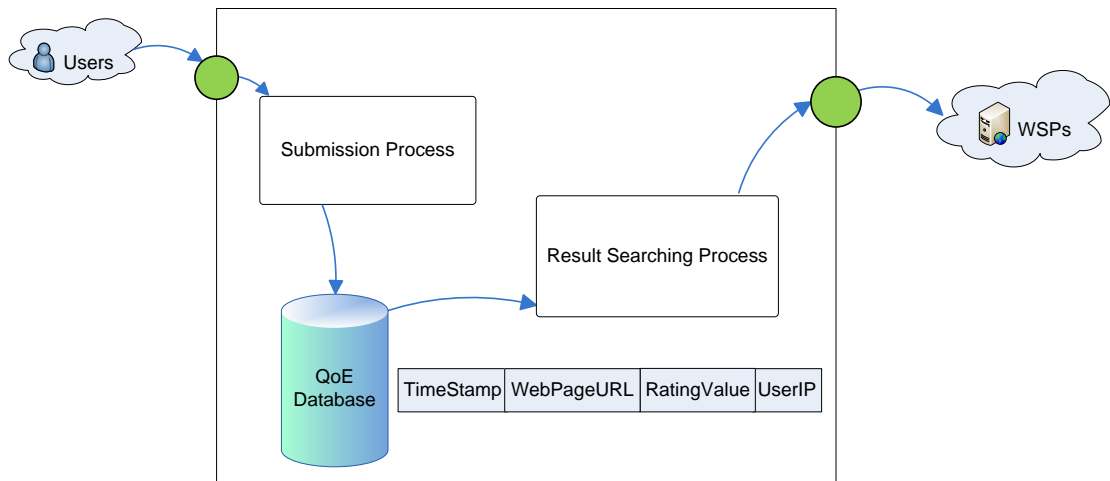 Users
WSPs
Submission Process
Result Searching Process
QoE
Database
TimeStamp WebPageURL RatingValue UserIP